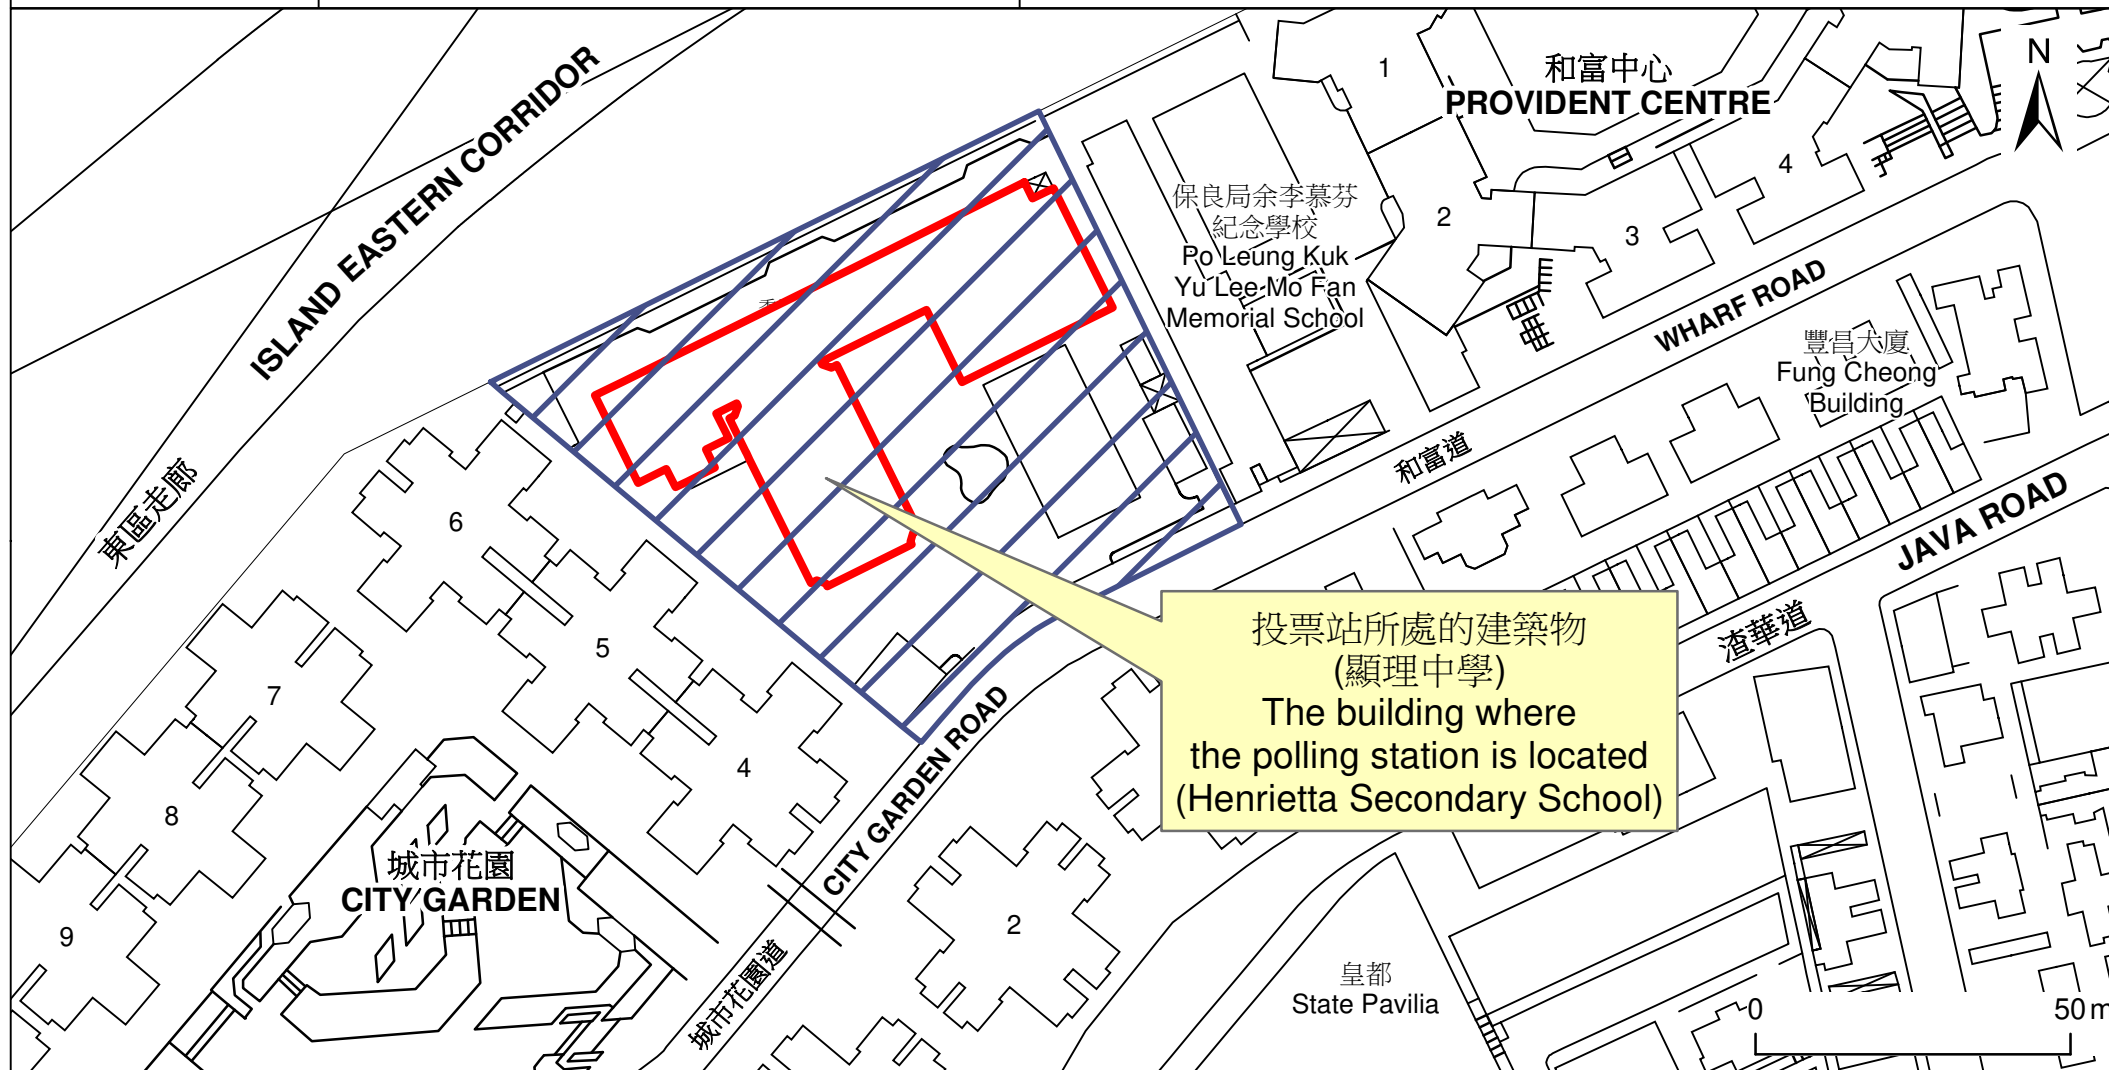 1
和富中心
PROVIDENT CENTRE
N
4
保良局余李慕芬
紀念學校
Po Leung Kuk
Yu Lee Mo Fan
Memorial School
2
3
ISLAND EASTERN CORRIDOR
東區走廊
WHARF ROAD
和富道
豐昌大廈
Fung Cheong
Building
JAVA ROAD
渣華道
6
5
7
4
8
9
投票站所處的建築物
(顯理中學)
The building where
the polling station is located
(Henrietta Secondary School)
CITY GARDEN ROAD
城市花園道
城市花園
CITY GARDEN
2
皇都
State Pavilia
0
50m